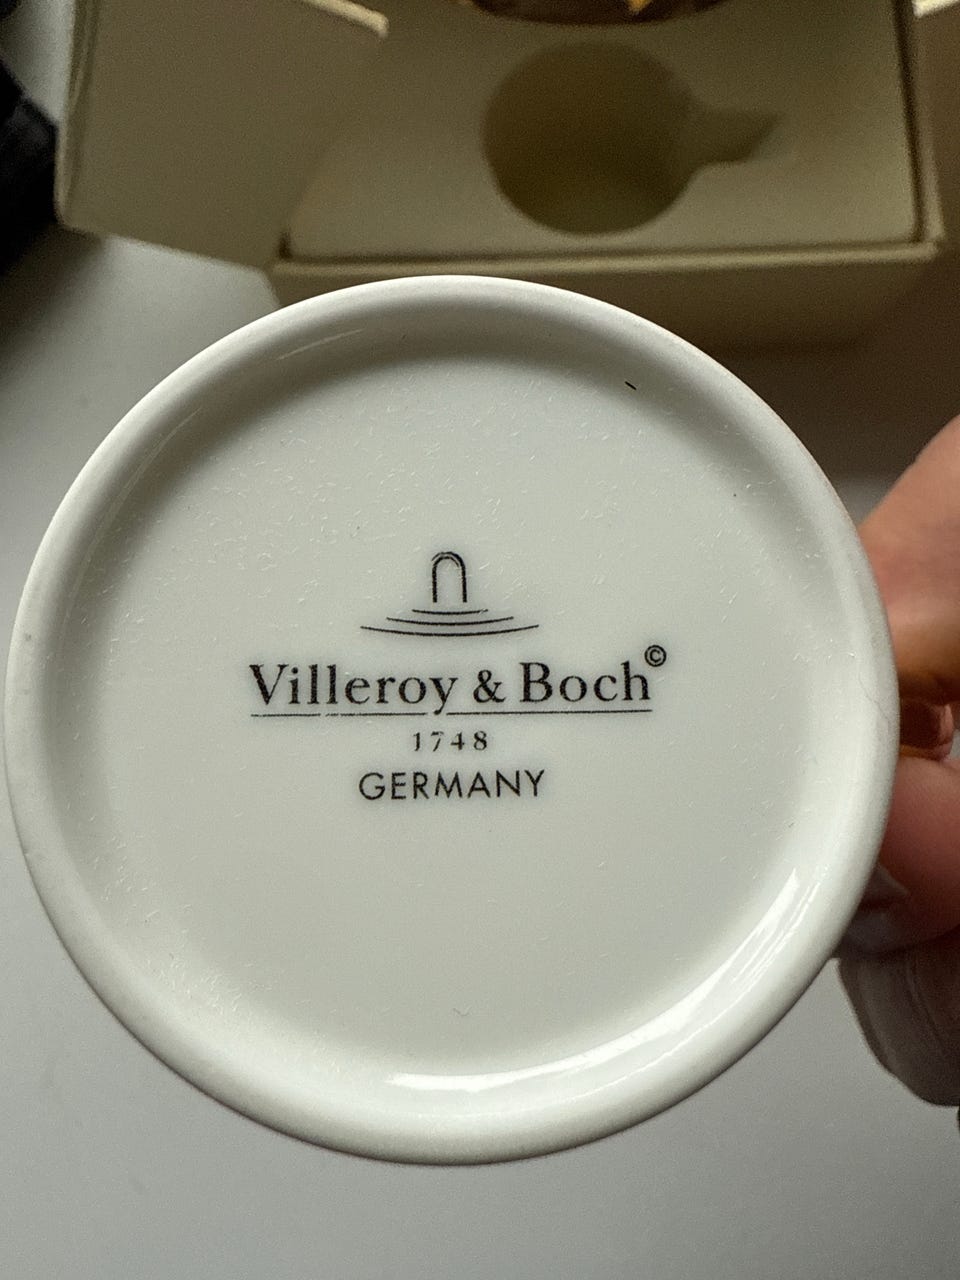 Villeroy & Boch©
1748
GERMANY